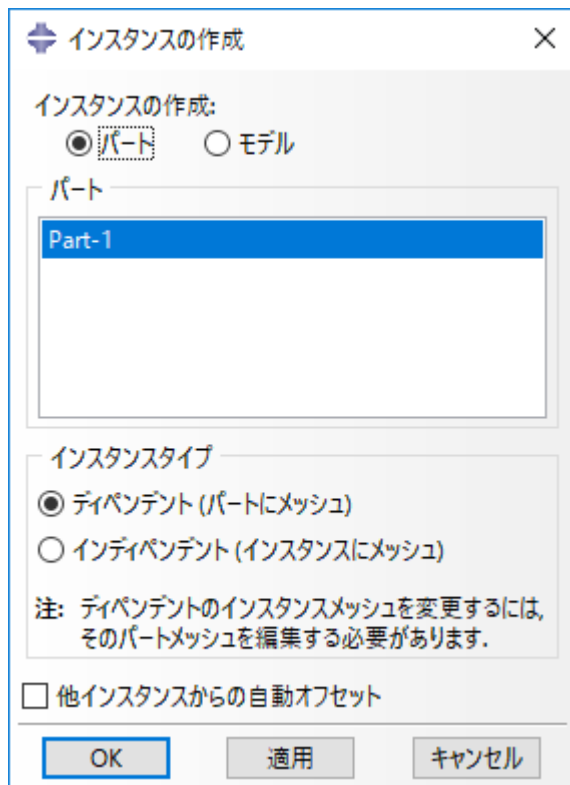 インスタンスの作成
インスタンスの作成:
パート モデル
パート
Part-1
インスタンスタイプ
ディペンデント (パートにメッシュ)
インディペンデント (インスタンスにメッシュ)
注: ディペンデントのインスタンスメッシュを変更するには,
そのパートメッシュを編集する必要があります.
他インスタンスからの自動オフセット
OK 適用 キャンセル